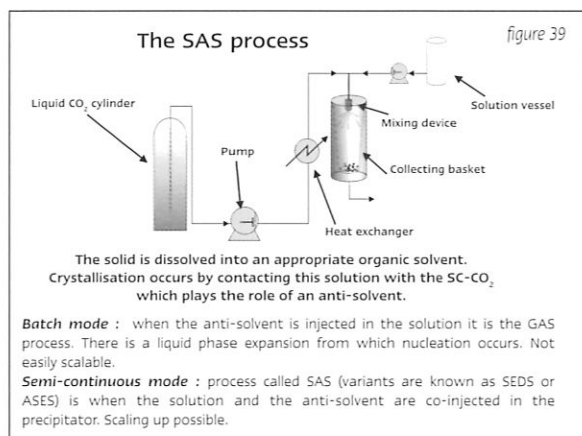 The SAS process
figure 39
Liquid CO₂ cylinder
Pump
Solution vessel
Mixing device
Collecting basket
Heat exchanger
The solid is dissolved into an appropriate organic solvent.
Crystallisation occurs by contacting this solution with the SC-CO₂
which plays the role of an anti-solvent.
Batch mode : when the anti-solvent is injected in the solution it is the GAS
process. There is a liquid phase expansion from which nucleation occurs. Not
easily scalable.
Semi-continuous mode : process called SAS (variants are known as SEDS or
ASES) is when the solution and the anti-solvent are co-injected in the
precipitator. Scaling up possible.